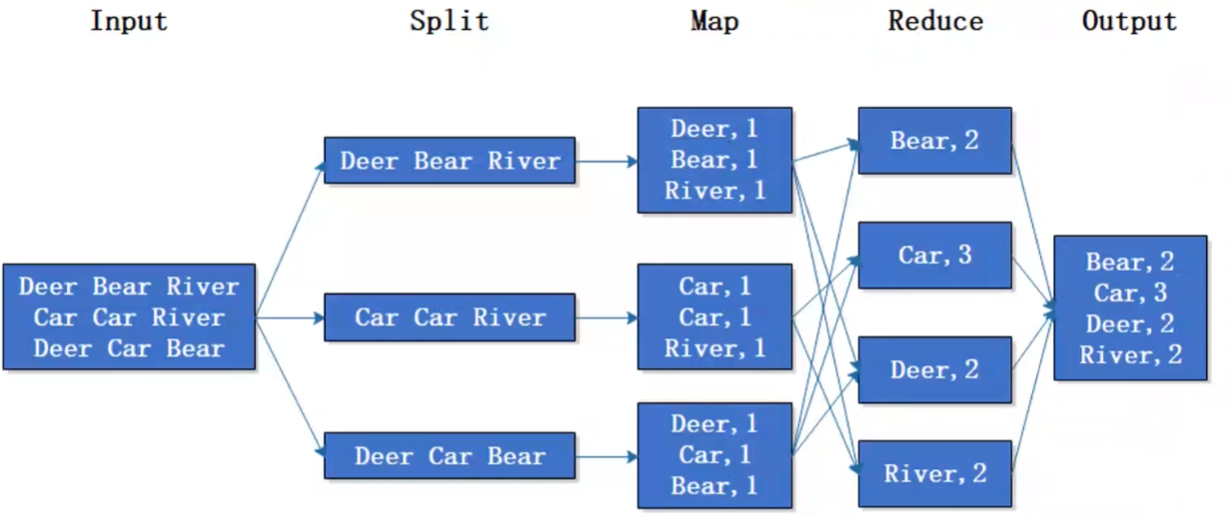 Input
Split
Map
Reduce
Output
Deer Bear River
Car Car River
Deer Car Bear
Deer Bear River
Car Car River
Deer Car Bear
Deer,1
Bear,1
River,1
Car,1
Car,1
River,1
Deer,1
Car,1
Bear,1
Bear,2
Car,3
Deer,2
River,2
Bear,2
Car,3
Deer,2
River,2